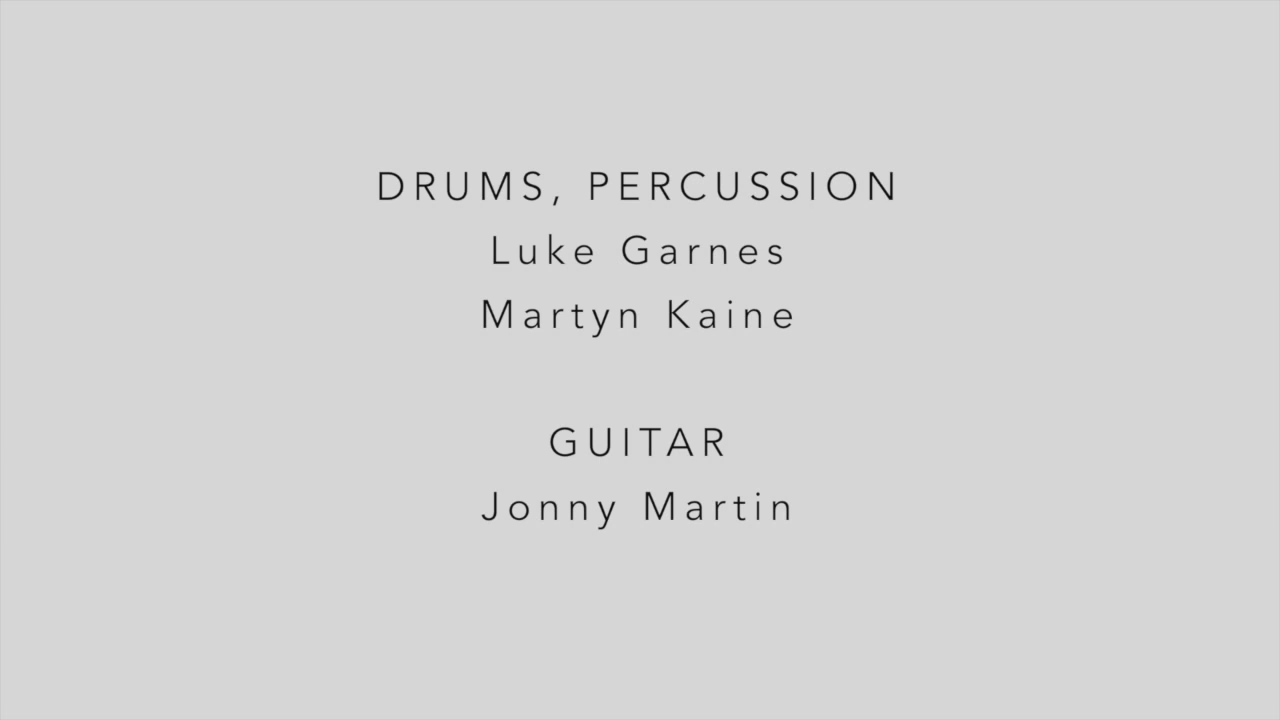 DRUMS, PERCUSSION
Luke Garnes
Martyn Kaine
GUITAR
Jonny Martin